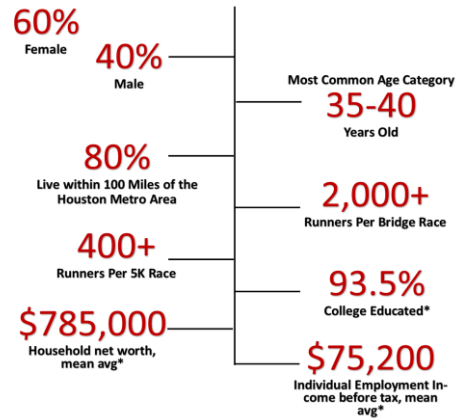 60%
Female
40%
Male
Most Common Age Category
35-40
Years Old
80%
Live within 100 Miles of the
Houston Metro Area
2,000+
Runners Per Bridge Race
400+
Runners Per 5K Race
93.5%
College Educated*
$785,000
Household net worth,
mean avg*
$75,200
Individual Employment In-
come before tax, mean
avg*